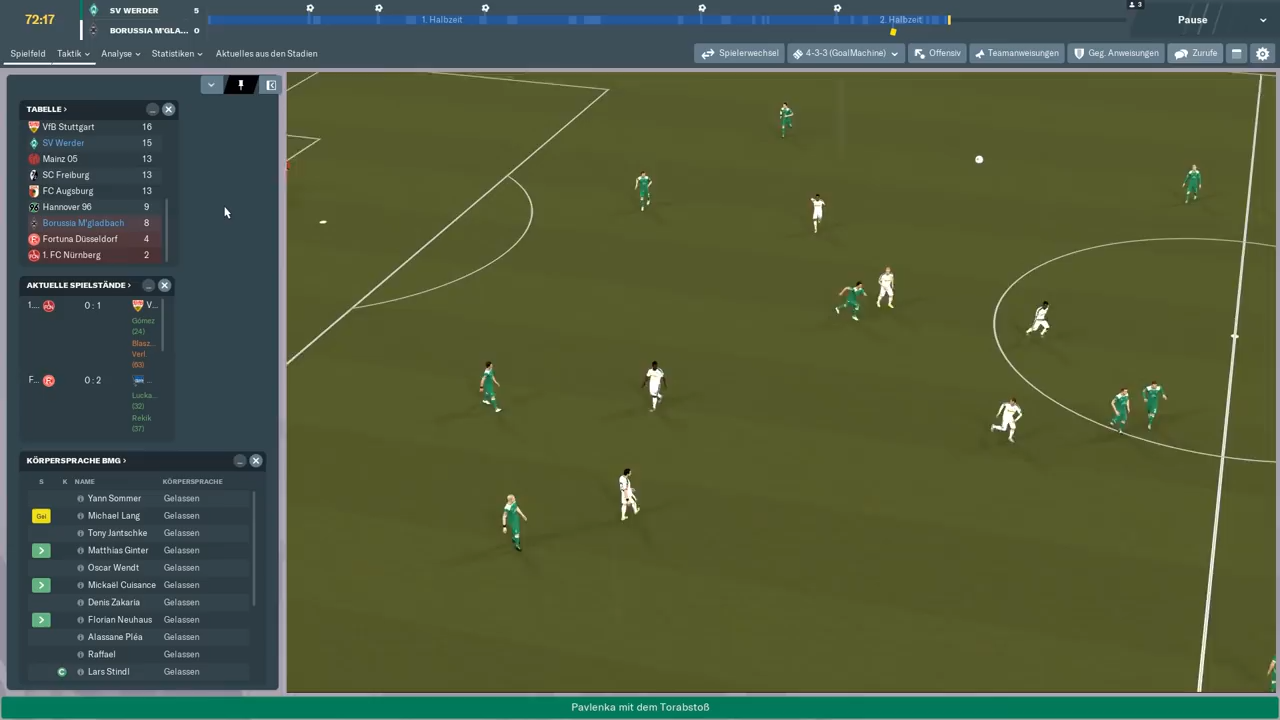 72:17
SV WERDER 5
BORUSSIA M'GLA... 0
1. Halbzeit
2. Halbzeit
3
Pause
Spielfeld Taktik Analyse Statistiken Aktuelles aus den Stadien
Spielerwechsel 4-3-3 (GoalMachine) Offensiv Teamanweisungen Geg. Anweisungen Zurufe
TABELLE
VfB Stuttgart 16
SV Werder 15
Mainz 05 13
SC Freiburg 13
FC Augsburg 13
Hannover 96 9
Borussia M'gladbach 8
Fortuna Düsseldorf 4
1. FC Nürnberg 2
AKTUELLE SPIELSTÄNDE
1.... 0 : 1 V...
Gómez
(24)
Blasz...
Verl.
(63)
F... 0 : 2 ...
Lucka...
(32)
Rekik
(37)
KÖRPERSPRACHE BMG
S K NAME KÖRPERSPRACHE
Yann Sommer Gelassen
Gel Michael Lang Gelassen
Tony Jantschke Gelassen
Matthias Ginter Gelassen
Oscar Wendt Gelassen
Mickaël Cuisance Gelassen
Denis Zakaria Gelassen
Florian Neuhaus Gelassen
Alassane Pléa Gelassen
Raffael Gelassen
C Lars Stindl Gelassen
Pavlenka mit dem Torabstoß